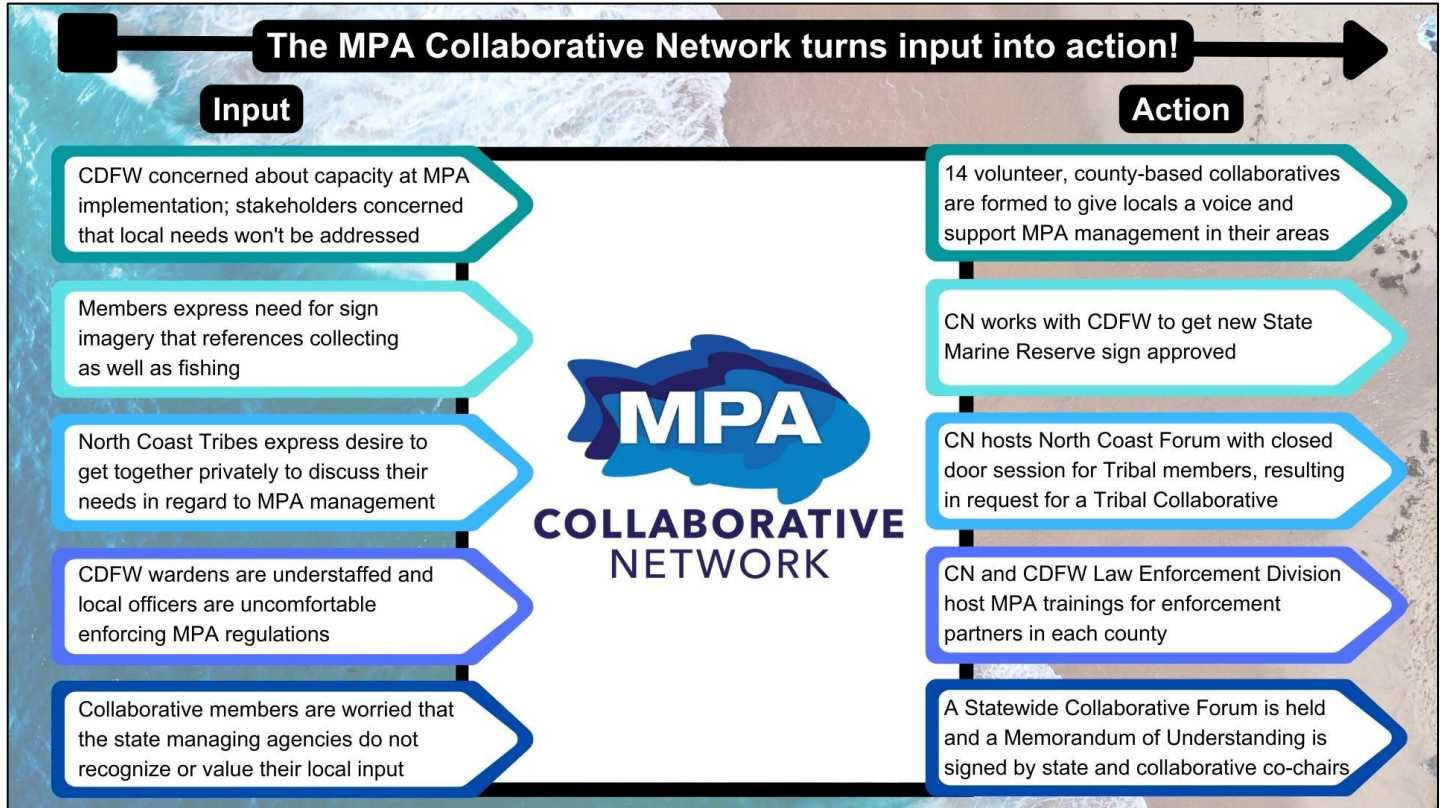 The MPA Collaborative Network turns input into action!
Input
Action
CDFW concerned about capacity at MPA
implementation; stakeholders concerned
that local needs won't be addressed
14 volunteer, county-based collaboratives
are formed to give locals a voice and
support MPA management in their areas
Members express need for sign
imagery that references collecting
as well as fishing
CN works with CDFW to get new State
Marine Reserve sign approved
North Coast Tribes express desire to
get together privately to discuss their
needs in regard to MPA management
CN hosts North Coast Forum with closed
door session for Tribal members, resulting
in request for a Tribal Collaborative
CDFW wardens are understaffed and
local officers are uncomfortable
enforcing MPA regulations
CN and CDFW Law Enforcement Division
host MPA trainings for enforcement
partners in each county
Collaborative members are worried that
the state managing agencies do not
recognize or value their local input
A Statewide Collaborative Forum is held
and a Memorandum of Understanding is
signed by state and collaborative co-chairs
MPA
COLLABORATIVE
NETWORK